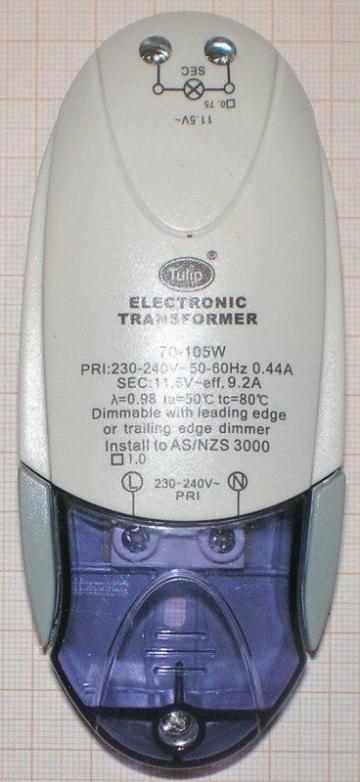 SEC
0.75
11.5V~
Tulip ®
ELECTRONIC
TRANSFORMER
70-105W
PRI:230-240V~50-60Hz 0.44A
SEC:11.5V~eff, 9.2A
λ=0.98 ta=50℃ tc=80℃
Dimmable with leading edge
or trailing edge dimmer
Install to AS/NZS 3000
1.0
L 230-240V~ N
PRI